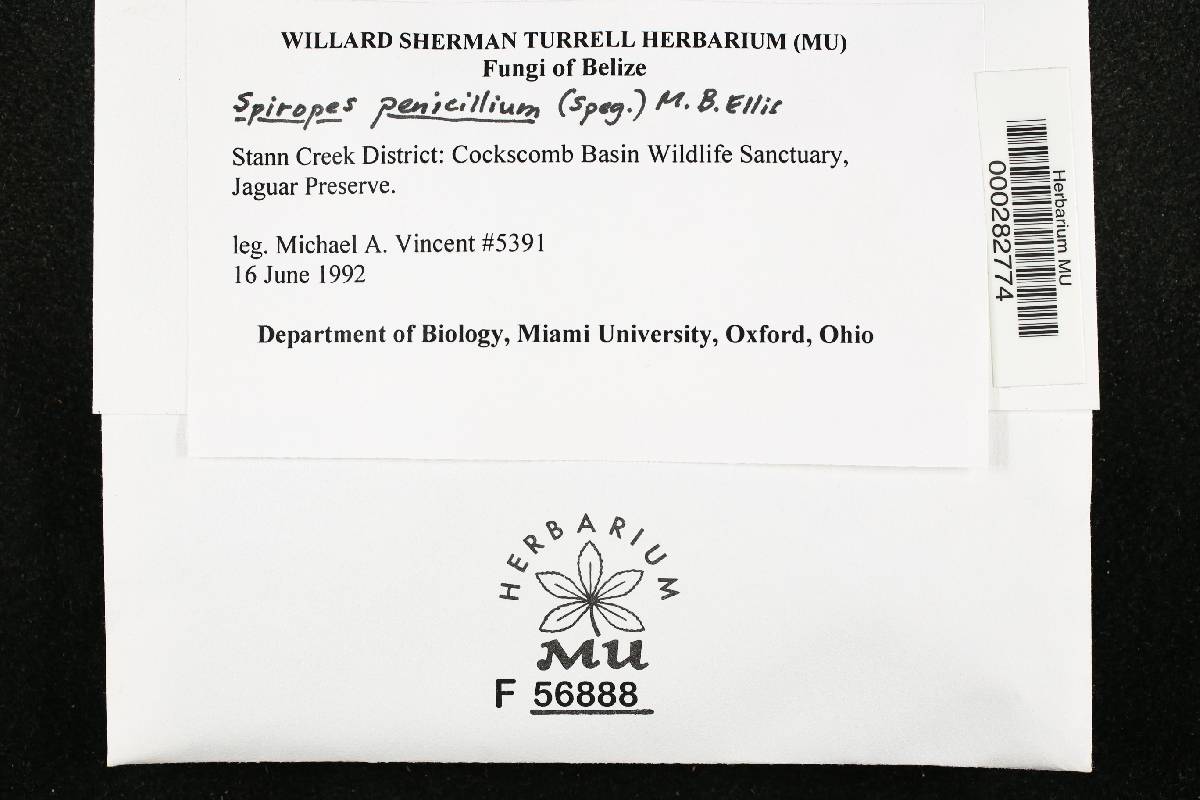 WILLARD SHERMAN TURRELL HERBARIUM (MU)
Fungi of Belize
Spiropes penicillium (Speg.) M. B. Ellis
Stann Creek District: Cockscomb Basin Wildlife Sanctuary,
Jaguar Preserve.
leg. Michael A. Vincent #5391
16 June 1992
Department of Biology, Miami University, Oxford, Ohio
Herbarium MU
000282774
HERBARIUM
MU
F 56888